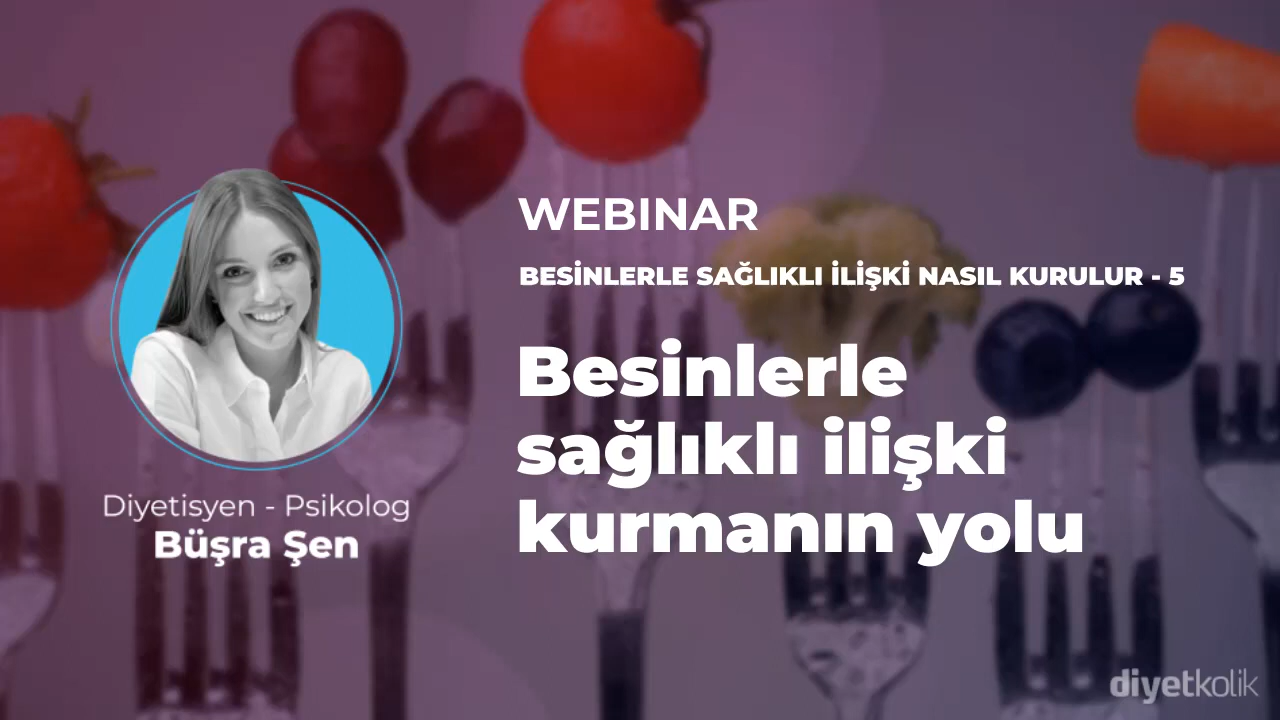 WEBINAR
BESİNLERLE SAĞLIKLI İLİŞKİ NASIL KURULUR - 5
Besinlerle
sağlıklı ilişki
kurmanın yolu
Diyetisyen - Psikolog
Büşra Şen
diyetkolik